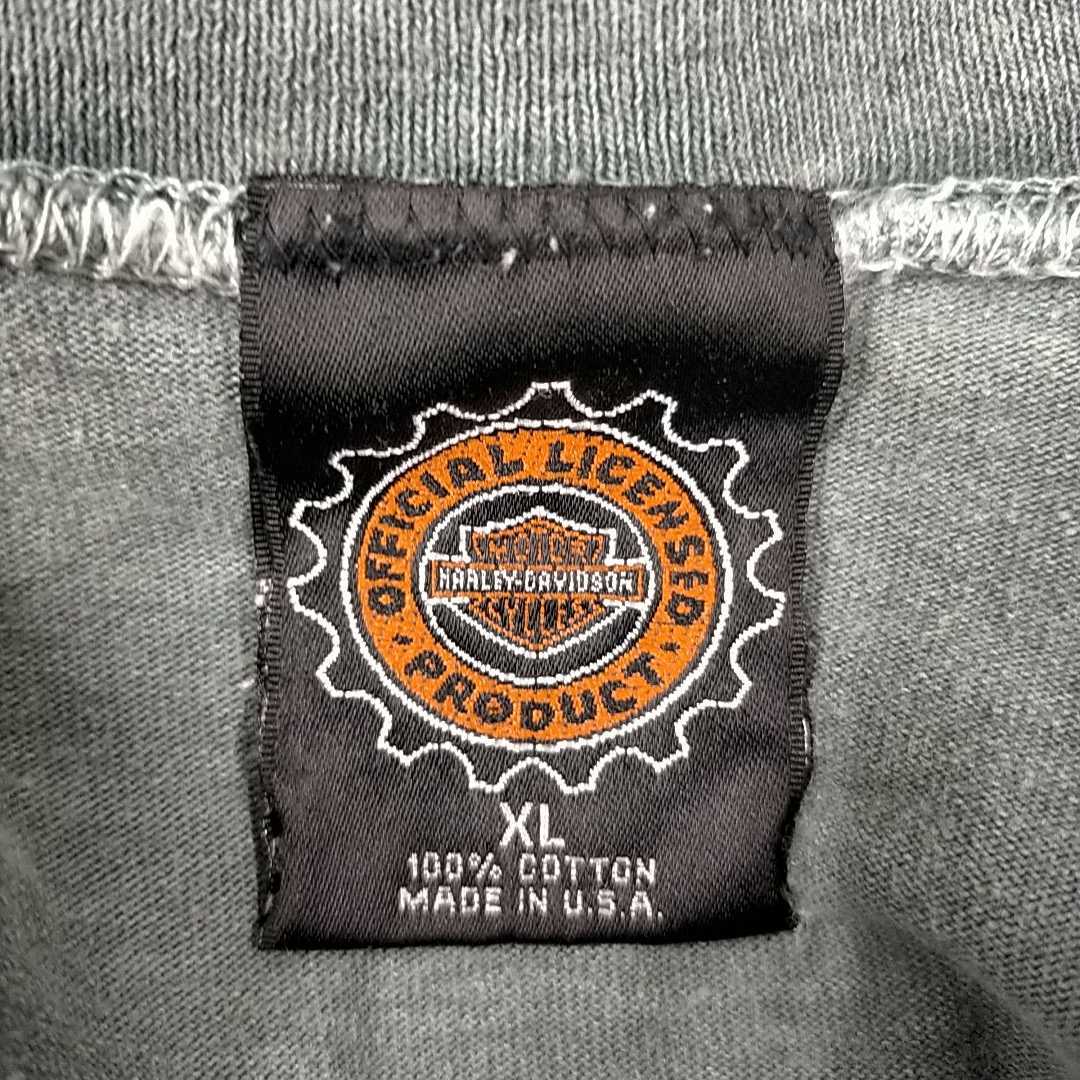 OFFICIAL LICENSED
HARLEY-DAVIDSON
· PRODUCT ·
XL
100% COTTON
MADE IN U.S.A.